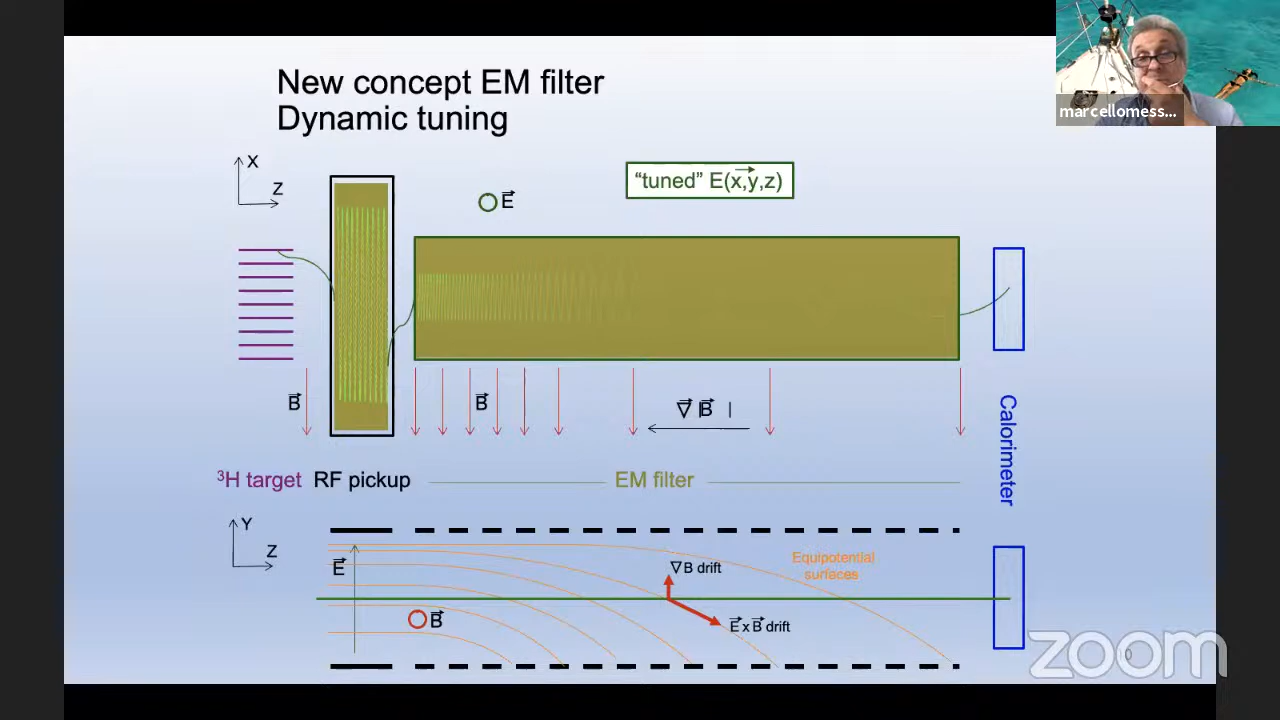 New concept EM filter
Dynamic tuning
marcellomess...
X
Z
E
"tuned" E(x,y,z)
B
B
∇ |B |
³H target
RF pickup
EM filter
Calorimeter
Y
Z
E
B
∇B drift
E x B drift
Equipotential
surfaces
zoom